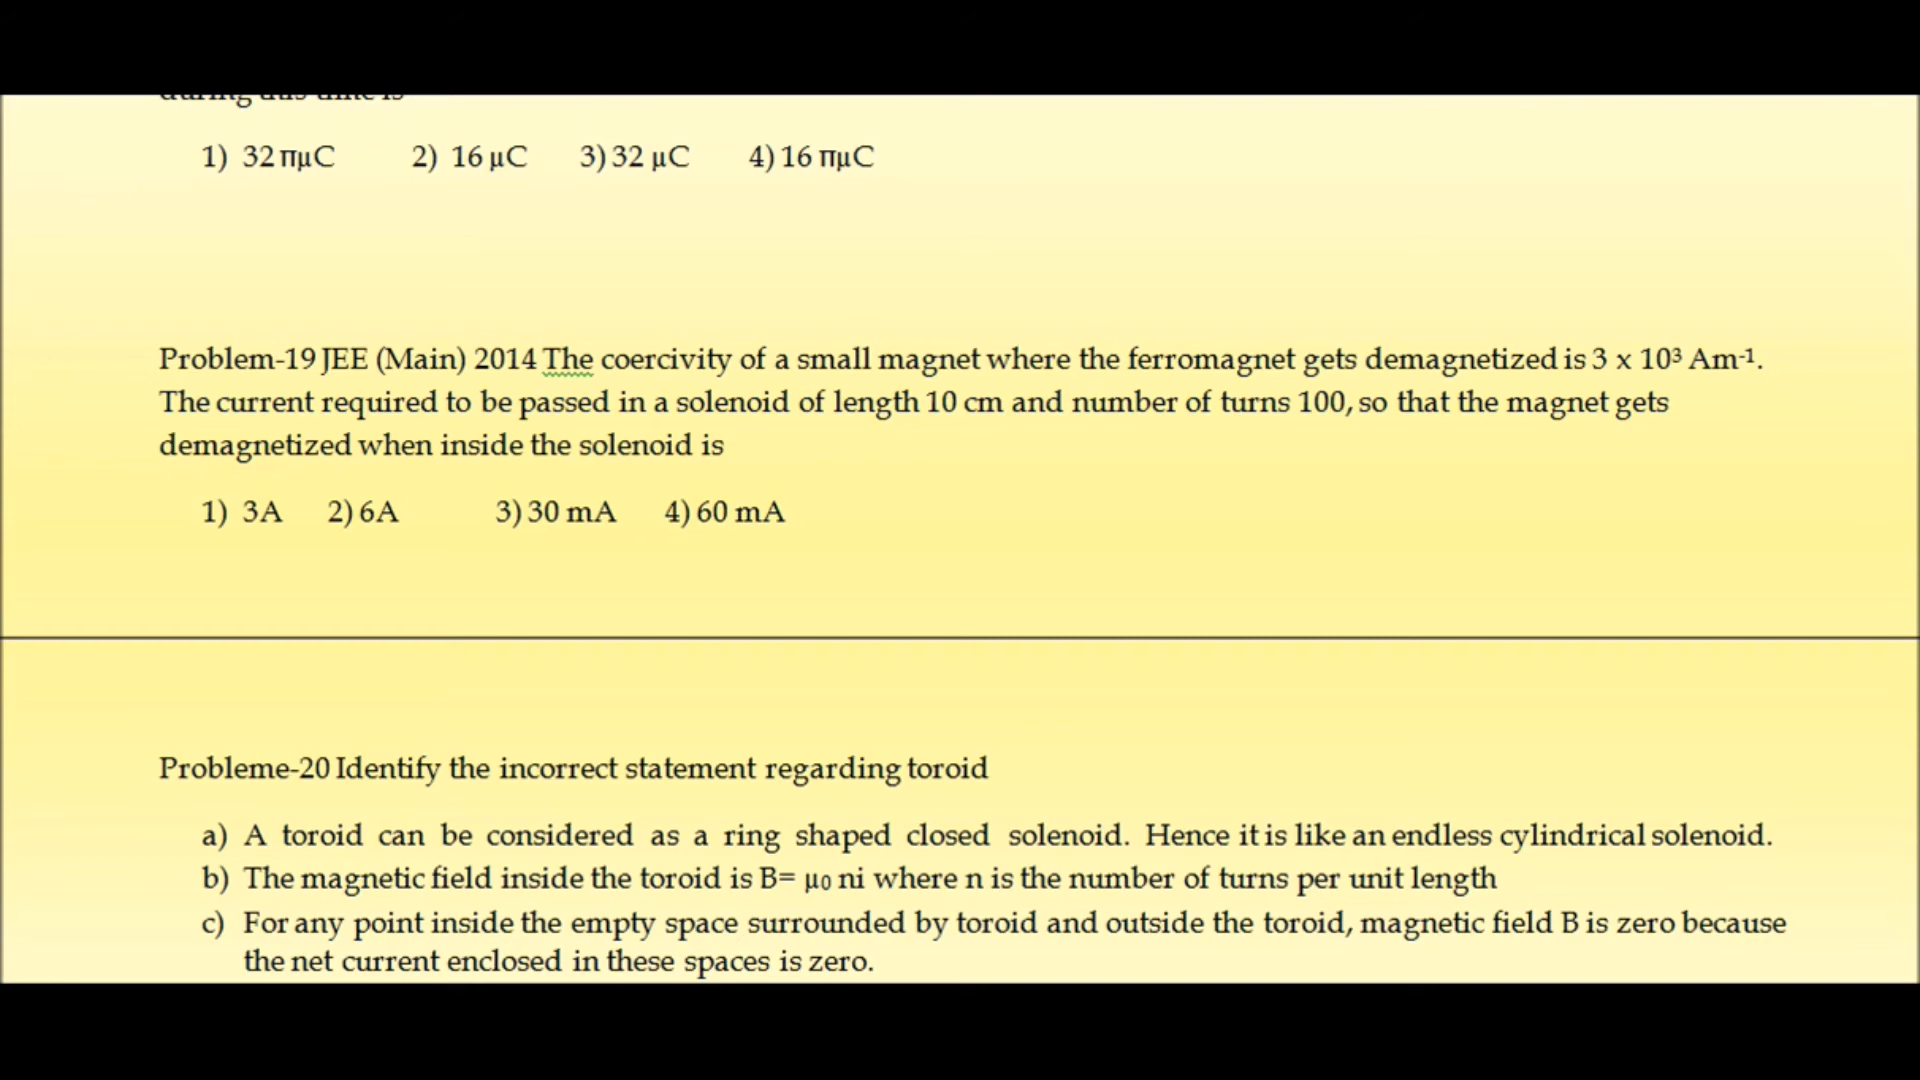 during this time is
1) 32 πμC 2) 16 μC 3) 32 μC 4) 16 πμC
Problem-19 JEE (Main) 2014 The coercivity of a small magnet where the ferromagnet gets demagnetized is 3 x 10³ Am⁻¹.
The current required to be passed in a solenoid of length 10 cm and number of turns 100, so that the magnet gets
demagnetized when inside the solenoid is
1) 3A 2) 6A 3) 30 mA 4) 60 mA
Probleme-20 Identify the incorrect statement regarding toroid
a) A toroid can be considered as a ring shaped closed solenoid. Hence it is like an endless cylindrical solenoid.
b) The magnetic field inside the toroid is B= μ₀ ni where n is the number of turns per unit length
c) For any point inside the empty space surrounded by toroid and outside the toroid, magnetic field B is zero because
the net current enclosed in these spaces is zero.